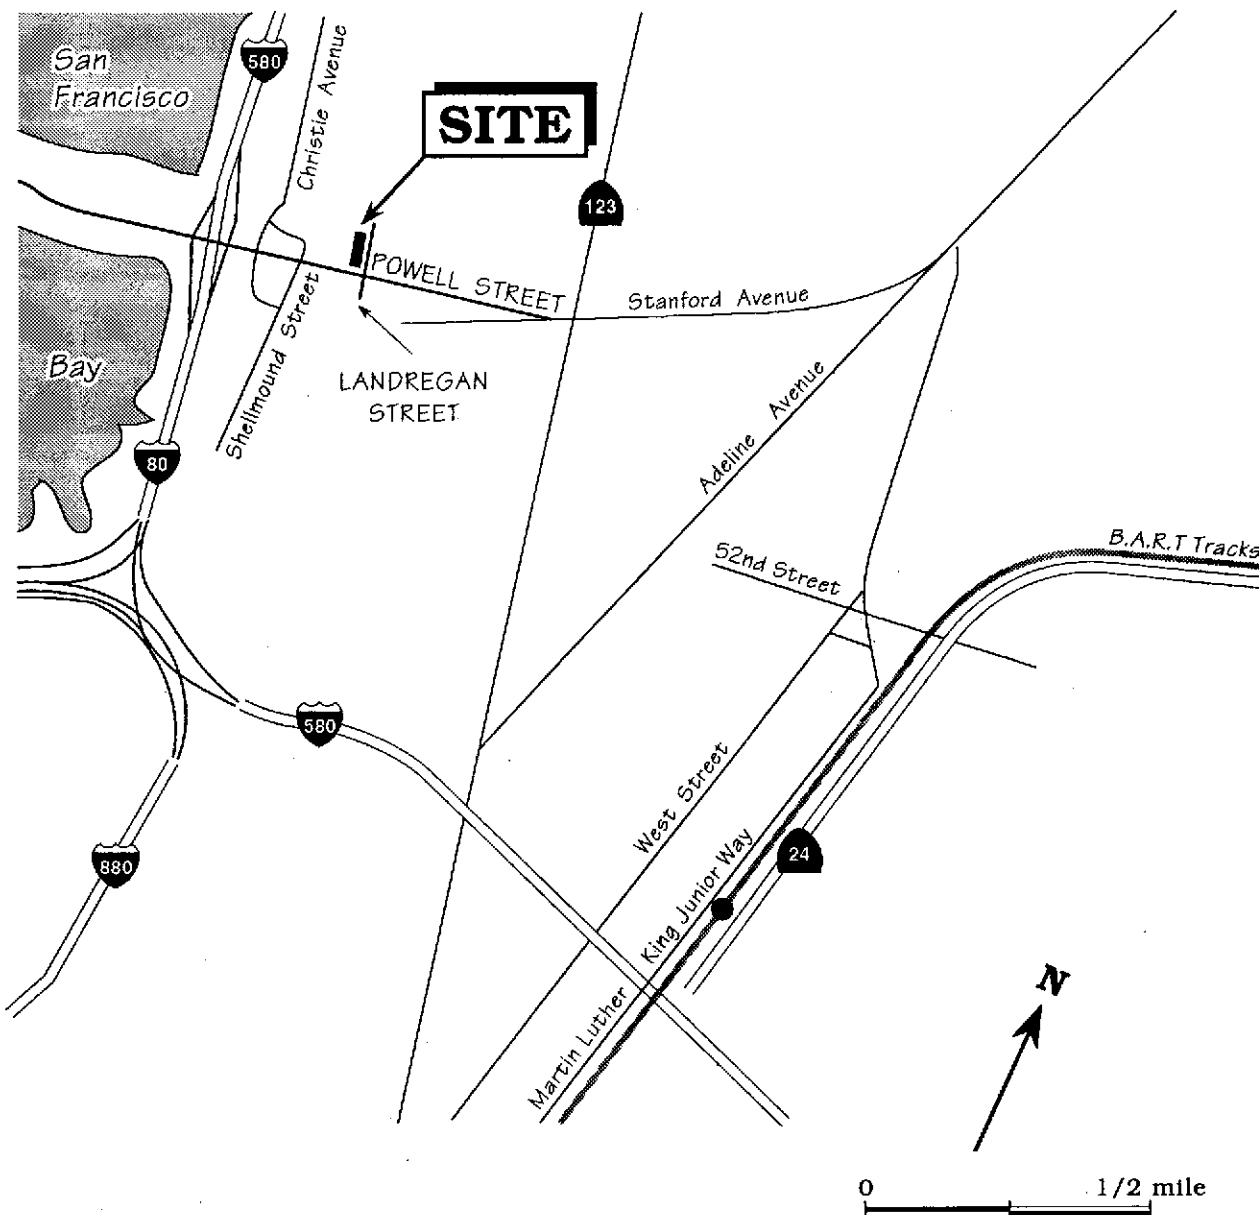 San
Francisco
580
Christie Avenue
SITE
123
POWELL STREET
Stanford Avenue
Shellmound Street
Bay
LANDREGAN
STREET
80
Adeline Avenue
52nd Street
B.A.R.T Tracks
580
880
West Street
24
Martin Luther King Junior Way
N
0 1/2 mile